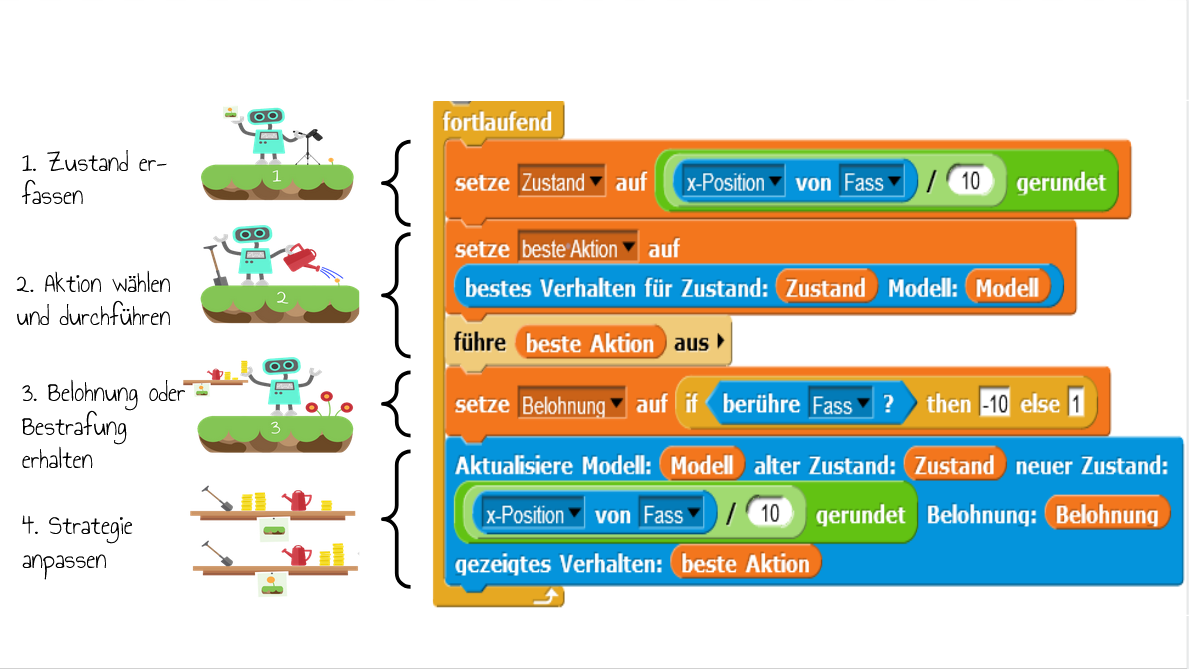 1. Zustand er-
fassen
1
2. Aktion wählen
und durchführen
2
3. Belohnung oder
Bestrafung
erhalten
3
4. Strategie
anpassen
fortlaufend
setze Zustand auf x-Position von Fass / 10 gerundet
setze beste Aktion auf
bestes Verhalten für Zustand: Zustand Modell: Modell
führe beste Aktion aus
setze Belohnung auf if berühre Fass ? then -10 else 1
Aktualisiere Modell: Modell alter Zustand: Zustand neuer Zustand:
x-Position von Fass / 10 gerundet Belohnung: Belohnung
gezeigtes Verhalten: beste Aktion